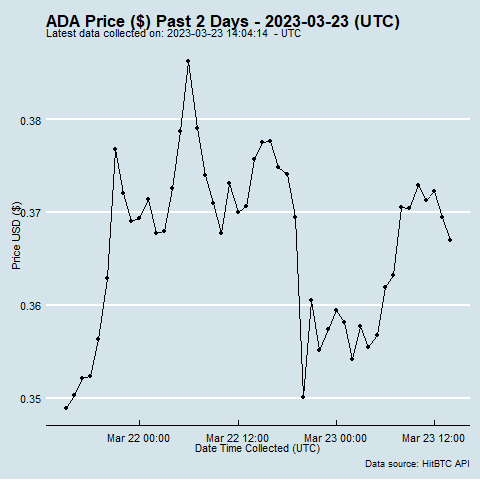 ADA Price ($) Past 2 Days - 2023-03-23 (UTC)
Latest data collected on: 2023-03-23 14:04:14  - UTC
0.38
0.37
0.36
0.35
Price USD ($)
Mar 22 00:00
Mar 22 12:00
Mar 23 00:00
Mar 23 12:00
Date Time Collected (UTC)
Data source: HitBTC API